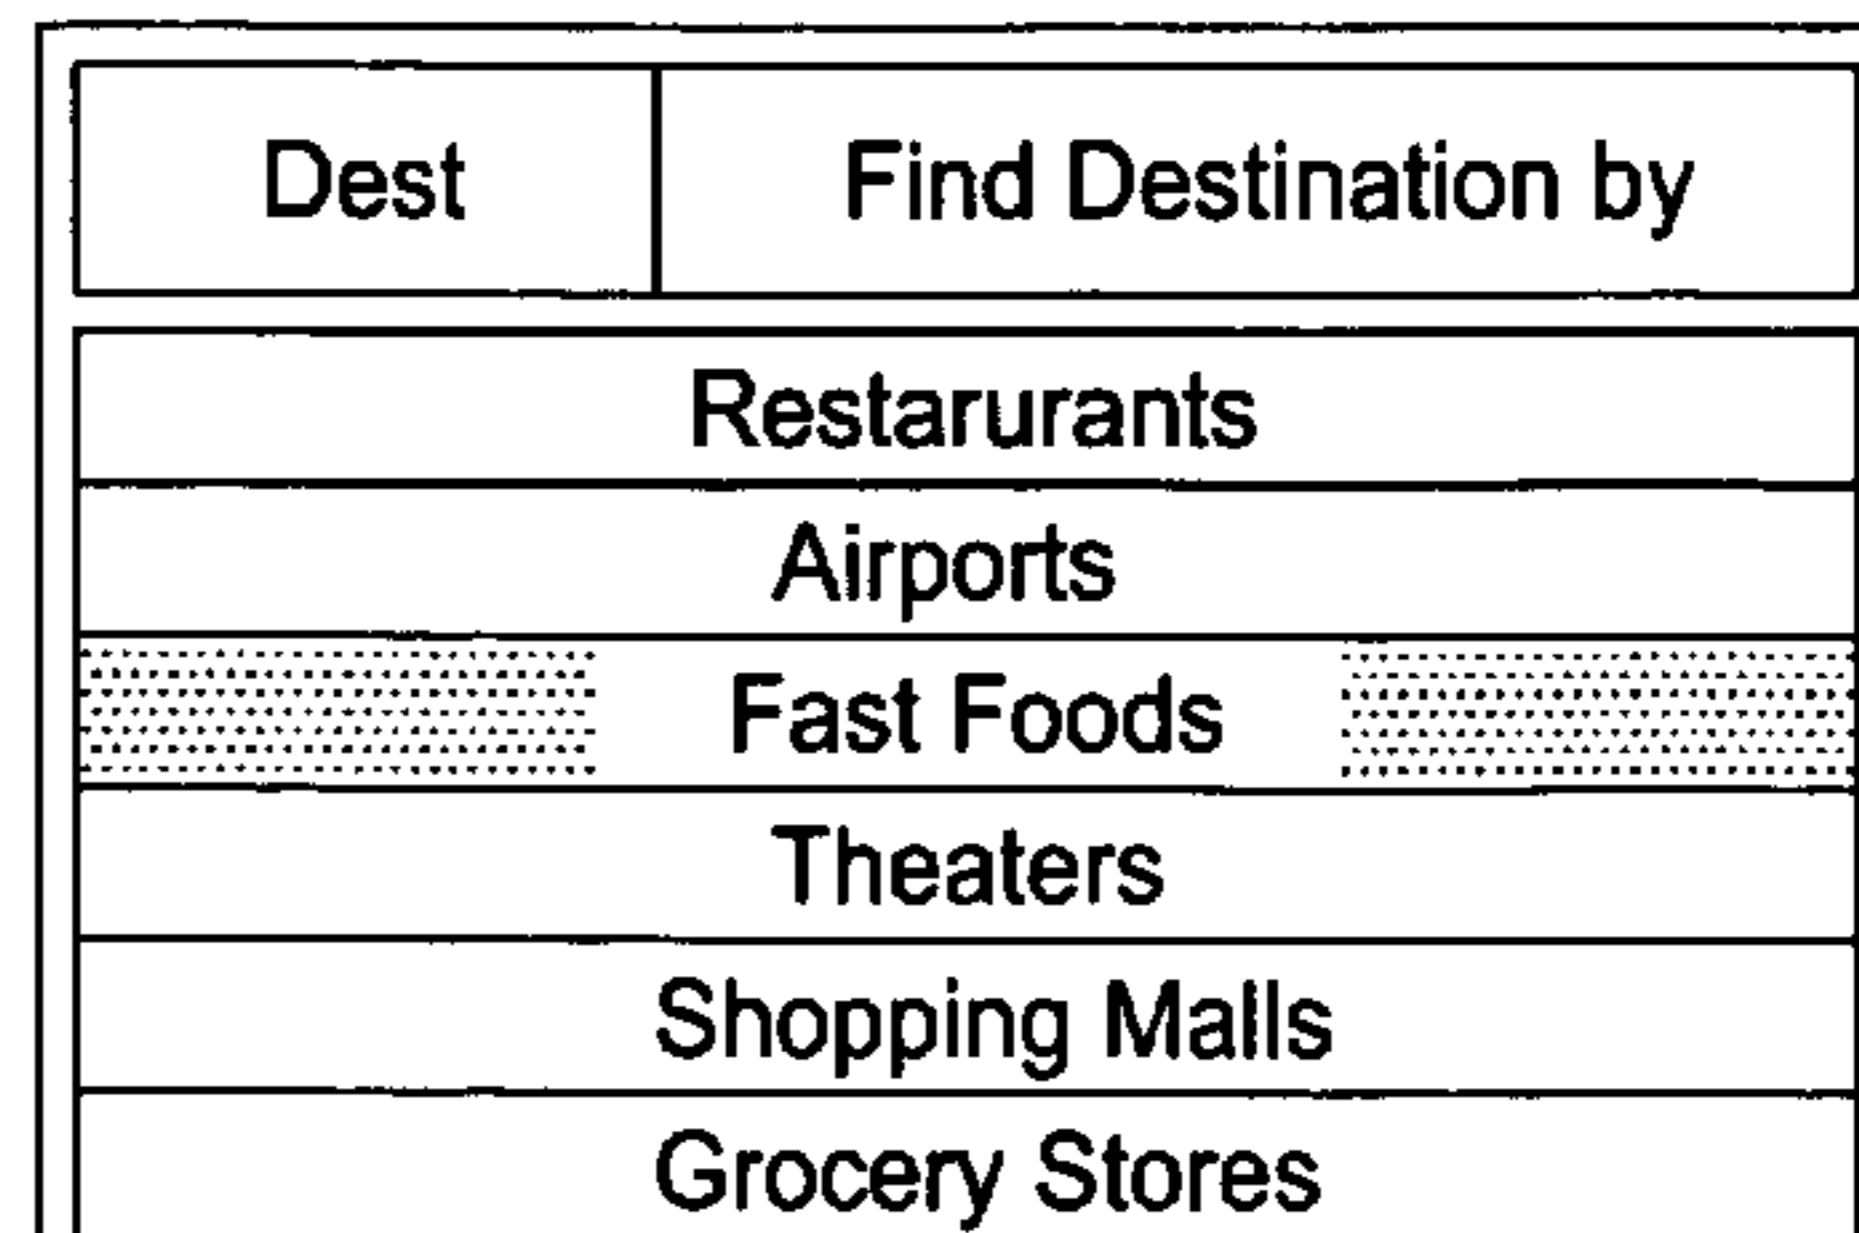 Dest Find Destination by
Restarurants
Airports
Fast Foods
Theaters
Shopping Malls
Grocery Stores